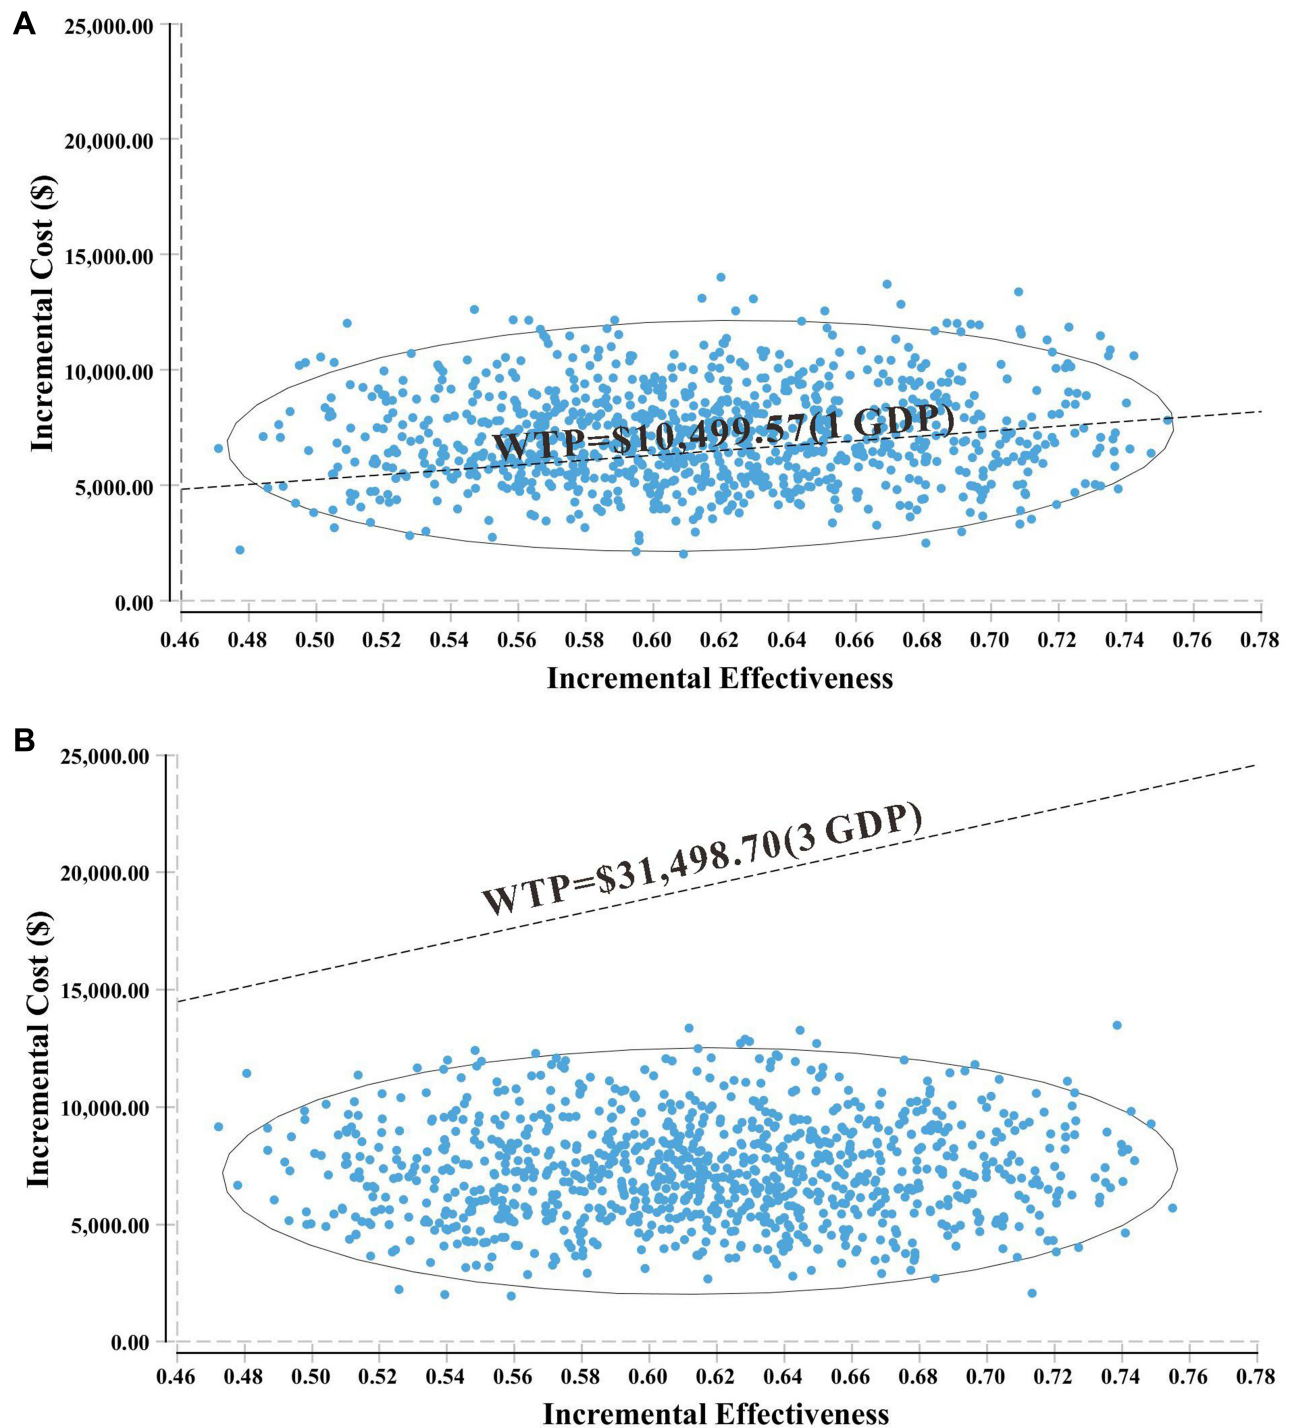 A
25,000.00
20,000.00
15,000.00
10,000.00
5,000.00
0.00
Incremental Cost ($)
WTP=$10,499.57(1 GDP)
0.46 0.48 0.50 0.52 0.54 0.56 0.58 0.60 0.62 0.64 0.66 0.68 0.70 0.72 0.74 0.76 0.78
Incremental Effectiveness
B
25,000.00
20,000.00
15,000.00
10,000.00
5,000.00
0.00
Incremental Cost ($)
WTP=$31,498.70(3 GDP)
0.46 0.48 0.50 0.52 0.54 0.56 0.58 0.60 0.62 0.64 0.66 0.68 0.70 0.72 0.74 0.76 0.78
Incremental Effectiveness